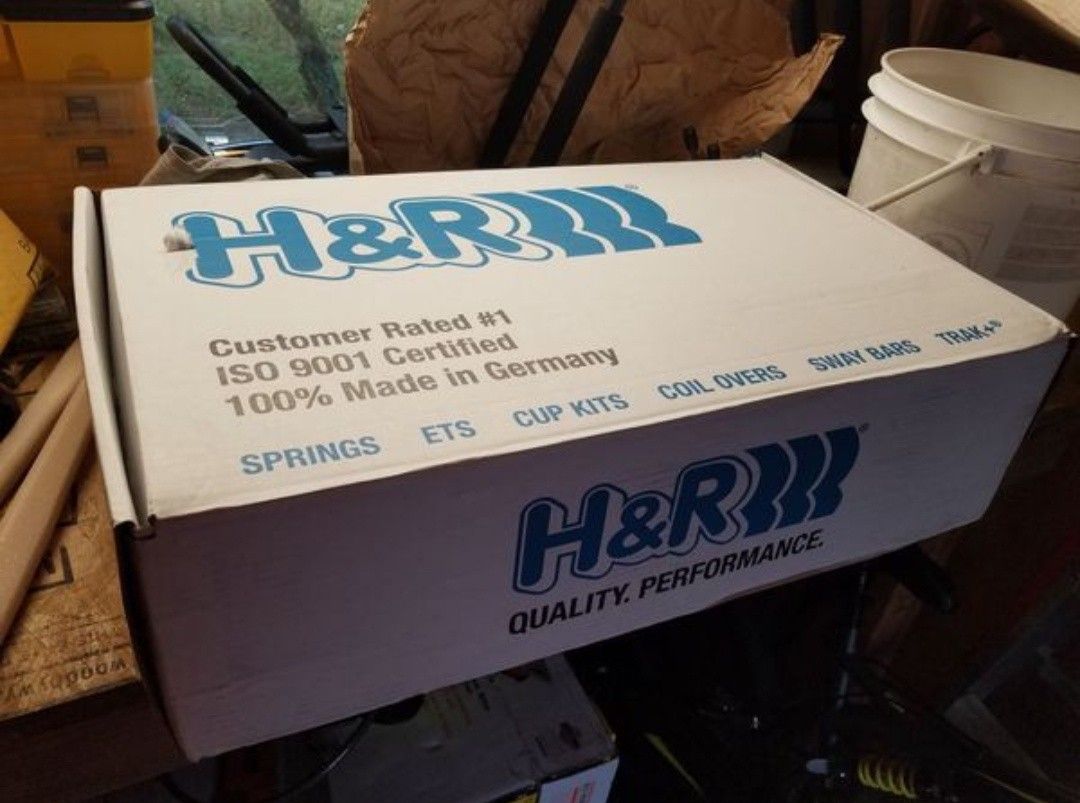 H&R®
Customer Rated #1
ISO 9001 Certified
100% Made in Germany
SPRINGS ETS CUP KITS COIL OVERS SWAY BARS TRAK+®
H&R®
QUALITY. PERFORMANCE.